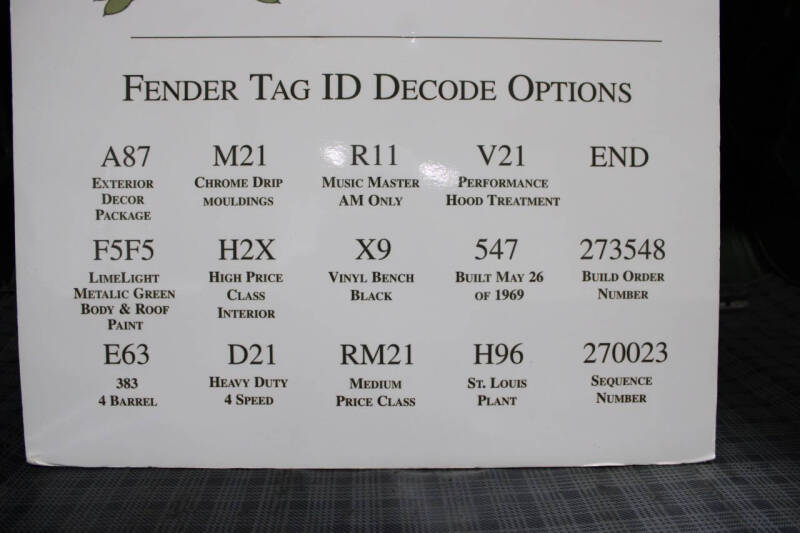 Fender Tag ID Decode Options
A87 M21 R11 V21 END
Exterior Chrome Drip Music Master Performance
Decor mouldings AM Only Hood Treatment
Package
F5F5 H2X X9 547 273548
LimeLight High Price Vinyl Bench Built May 26 Build Order
Metalic Green Class Black of 1969 Number
Body & Roof Interior
Paint
E63 D21 RM21 H96 270023
383 Heavy Duty Medium St. Louis Sequence
4 Barrel 4 Speed Price Class Plant Number